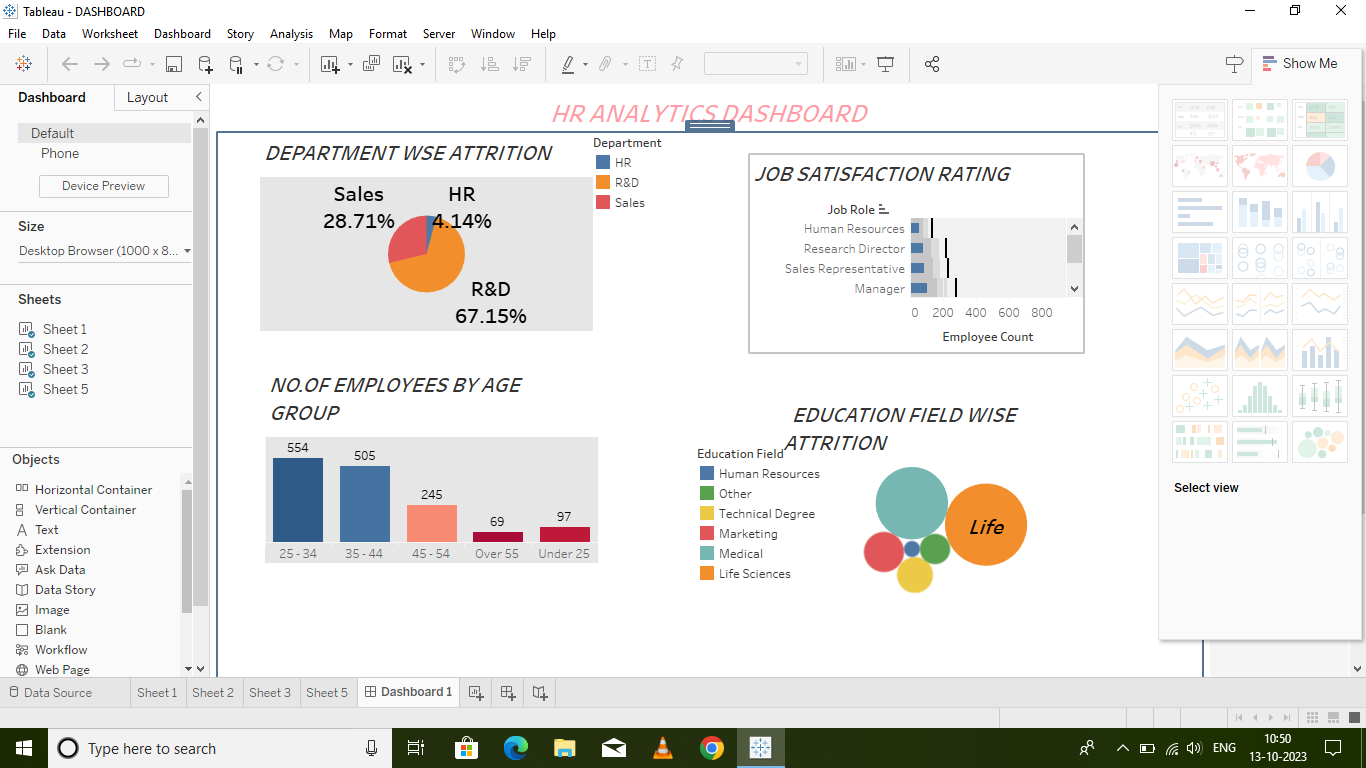 Tableau - DASHBOARD
File Data Worksheet Dashboard Story Analysis Map Format Server Window Help
Show Me
Dashboard Layout
Default
Phone
Device Preview
Size
Desktop Browser (1000 x 8...
Sheets
Sheet 1
Sheet 2
Sheet 3
Sheet 5
Objects
Horizontal Container
Vertical Container
Text
Extension
Ask Data
Data Story
Image
Blank
Workflow
Web Page
HR ANALYTICS DASHBOARD
DEPARTMENT WSE ATTRITION
Sales
28.71%
HR
4.14%
R&D
67.15%
Department
HR
R&D
Sales
JOB SATISFACTION RATING
Job Role
Human Resources
Research Director
Sales Representative
Manager
0 200 400 600 800
Employee Count
NO.OF EMPLOYEES BY AGE
GROUP
554 505 245 69 97
25 - 34 35 - 44 45 - 54 Over 55 Under 25
EDUCATION FIELD WISE
ATTRITION
Education Field
Human Resources
Other
Technical Degree
Marketing
Medical
Life Sciences
Life
Select view
Data Source Sheet 1 Sheet 2 Sheet 3 Sheet 5 Dashboard 1
Type here to search
ENG
10:50
13-10-2023